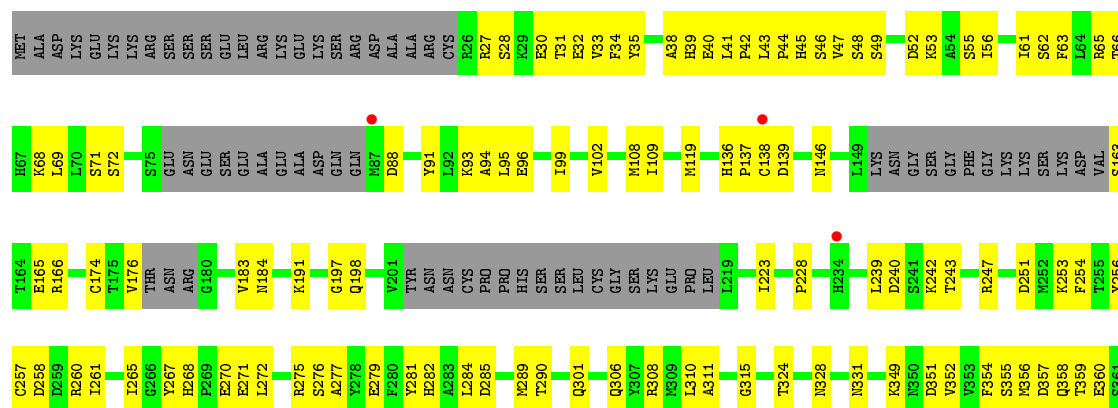 MET ALA ASP LYS GLU LYS LYS ARG SER SER SER GLU LEU ARG LYS GLU LYS SER ARG ASP ALA ALA ARG CYS R26 R27 S28 K29 E30 T31 E32 V33 F34 Y35 A38 H39 E40 L41 P42 L43 P44 H45 S46 V47 S48 S49 D52 K53 A54 S55 I56 I61 S62 F63 L64 R65 T66
H67 K68 L69 L70 S71 S72 S75 GLU ASN GLU SER GLU ALA GLU ALA ASP GLN GLN M87 D88 Y91 L92 K93 A94 L95 E96 I99 V102 M108 I109 M119 H136 P137 C138 D139 N146 L149 LYS ASN GLY SER GLY PHE GLY LYS LYS SER LYS ASP VAL S163
T164 E165 R166 C174 T175 V176 THR ASN ARG G180 V183 N184 K191 G197 Q198 V201 TYR ASN ASN CYS PRO PRO HIS SER SER LEU CYS GLY SER LYS GLU PRO LEU L219 I223 P228 H234 L239 D240 S241 K242 T243 R247 D251 M252 K253 F254 T255 Y256
C257 D258 D259 R260 I261 I265 G266 Y267 H268 P269 E270 E271 L272 R275 S276 A277 Y278 E279 F280 Y281 H282 A283 L284 D285 M289 T290 Q301 Q306 Y307 R308 M309 L310 A311 G315 T324 N328 N331 K349 N350 D351 V352 V353 F354 S355 M356 D357 Q358 T359 E360